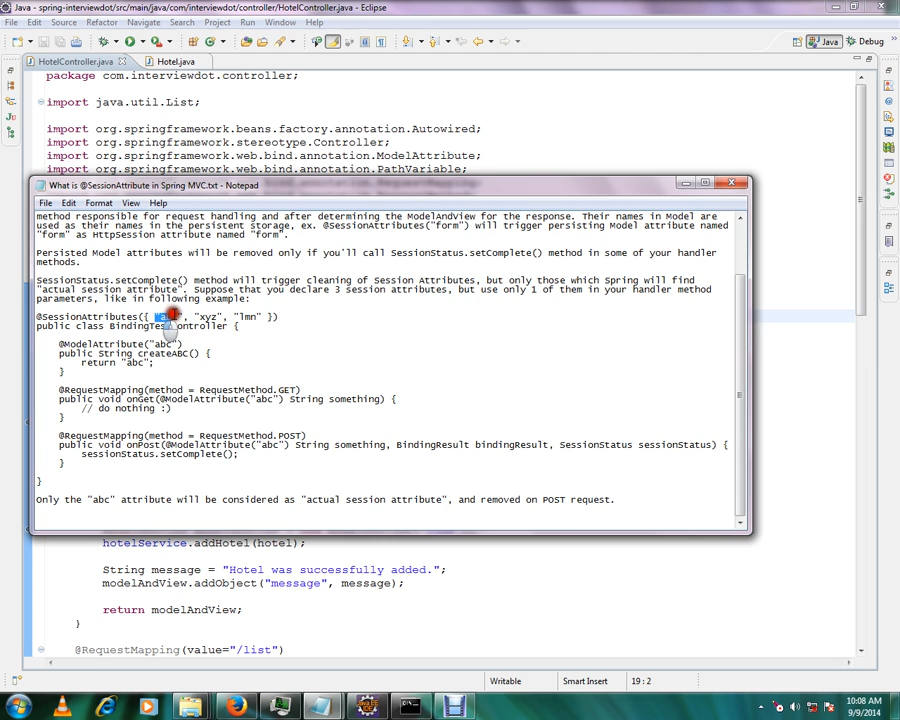 Java - spring-interviewdot/src/main/java/com/interviewdot/controller/HotelController.java - Eclipse
File Edit Source Refactor Navigate Search Project Run Window Help
Java Debug
HotelController.java Hotel.java
package com.interviewdot.controller;
import java.util.List;
import org.springframework.beans.factory.annotation.Autowired;
import org.springframework.stereotype.Controller;
import org.springframework.web.bind.annotation.ModelAttribute;
import org.springframework.web.bind.annotation.PathVariable;
What is @SessionAttribute in Spring MVC.txt - Notepad
File Edit Format View Help
method responsible for request handling and after determining the ModelAndView for the response. Their names in Model are
used as their names in the persistent storage, ex. @SessionAttributes("form") will trigger persisting Model attribute named
"form" as HttpSession attribute named "form".
Persisted Model attributes will be removed only if you'll call SessionStatus.setComplete() method in some of your handler
methods.
SessionStatus.setComplete() method will trigger cleaning of Session Attributes, but only those which Spring will find
"actual session attribute". Suppose that you declare 3 session attributes, but use only 1 of them in your handler method
parameters, like in following example:
@SessionAttributes({ ", "xyz", "lmn" })
public class
@ModelAttribute("abc")
public String createABC() {
return "abc";
}
@RequestMapping(method = RequestMethod.GET)
public void onGet(@ModelAttribute("abc") String something) {
// do nothing :)
}
@RequestMapping(method = RequestMethod.POST)
public void onPost(@ModelAttribute("abc") String something, BindingResult bindingResult, SessionStatus sessionStatus) {
sessionStatus.setComplete();
}
}
Only the "abc" attribute will be considered as "actual session attribute", and removed on POST request.
hotelService.addHotel(hotel);
String message = "Hotel was successfully added.";
modelAndView.addObject("message", message);
return modelAndView;
}
@RequestMapping(value="/list")
Writable Smart Insert 19 : 2
10:08 AM
9/9/2014